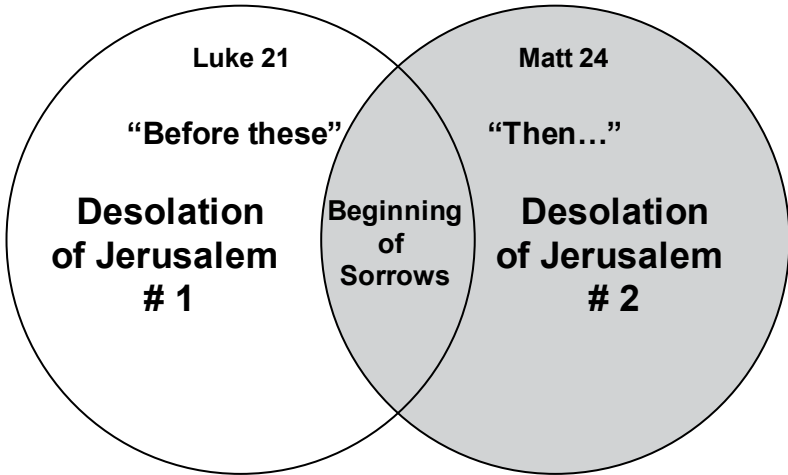 Luke 21
Matt 24
“Before these”
“Then…”
Desolation
of Jerusalem
# 1
Beginning
of
Sorrows
Desolation
of Jerusalem
# 2